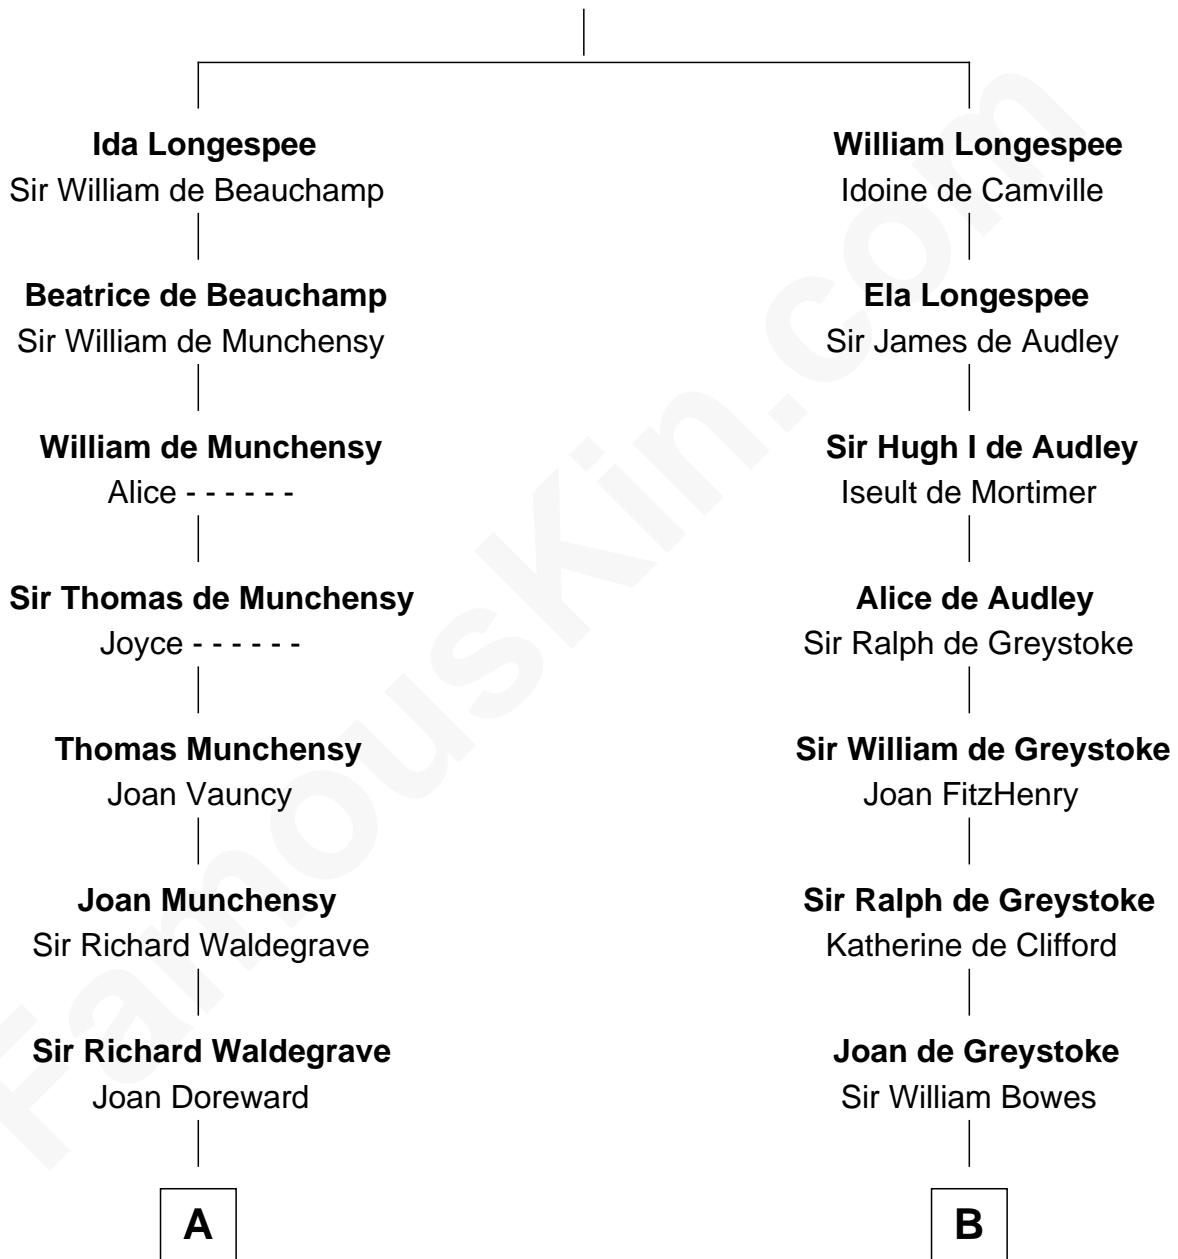 Ida Longespee
Sir William de Beauchamp
Beatrice de Beauchamp
Sir William de Munchensy
William de Munchensy
Alice - - - - - -
Sir Thomas de Munchensy
Joyce - - - - - -
Thomas Munchensy
Joan Vauncy
Joan Munchensy
Sir Richard Waldegrave
Sir Richard Waldegrave
Joan Doreward
A
William Longespee
Idoine de Camville
Ela Longespee
Sir James de Audley
Sir Hugh I de Audley
Iseult de Mortimer
Alice de Audley
Sir Ralph de Greystoke
Sir William de Greystoke
Joan FitzHenry
Sir Ralph de Greystoke
Katherine de Clifford
Joan de Greystoke
Sir William Bowes
B
FamousKin.com